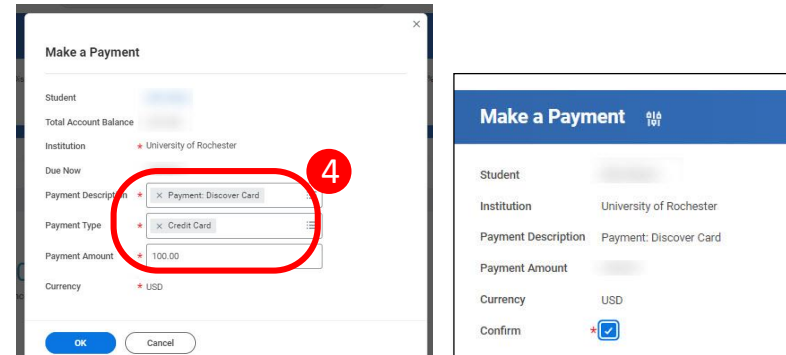 Make a Payment
Student
Total Account Balance
Institution * University of Rochester
Due Now
4
Payment Description * × Payment: Discover Card
Payment Type * × Credit Card
Payment Amount * 100.00
Currency * USD
OK Cancel
Make a Payment
Student
Institution University of Rochester
Payment Description Payment: Discover Card
Payment Amount
Currency USD
Confirm *